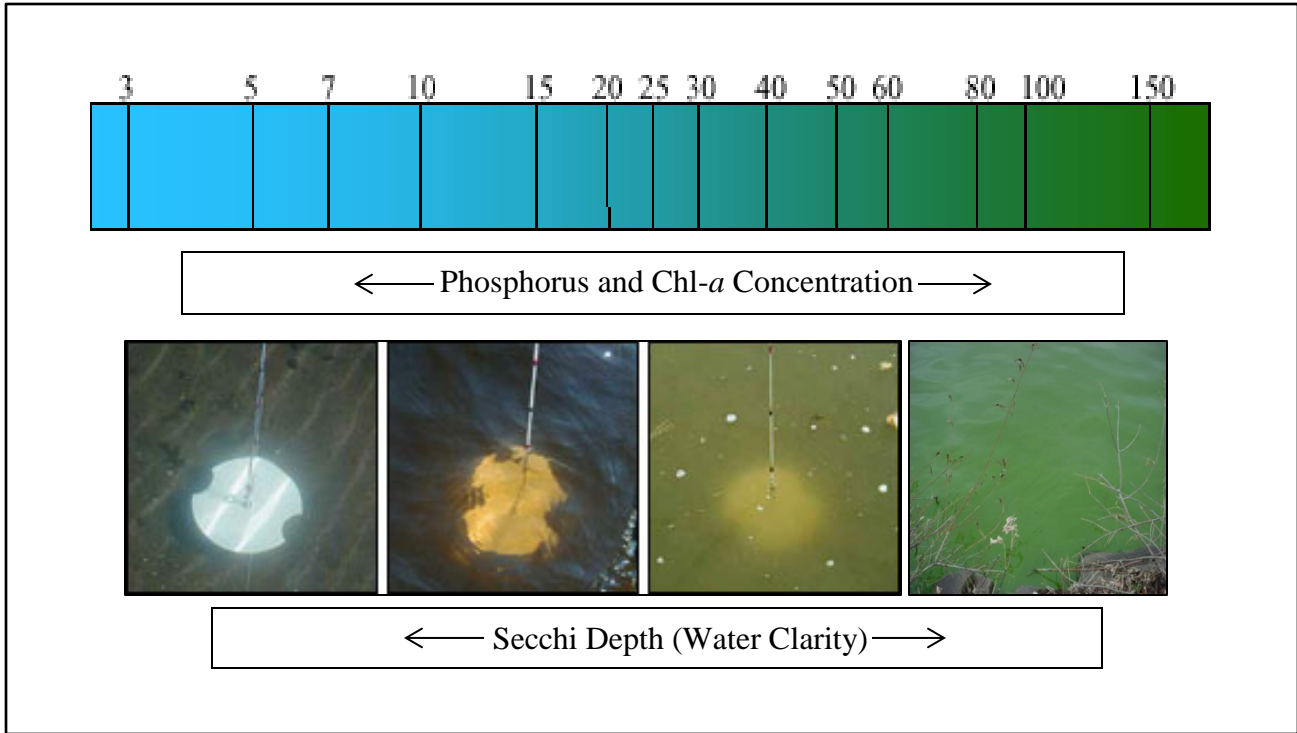 3 5 7 10 15 20 25 30 40 50 60 80 100 150
Phosphorus and Chl-a Concentration
Secchi Depth (Water Clarity)